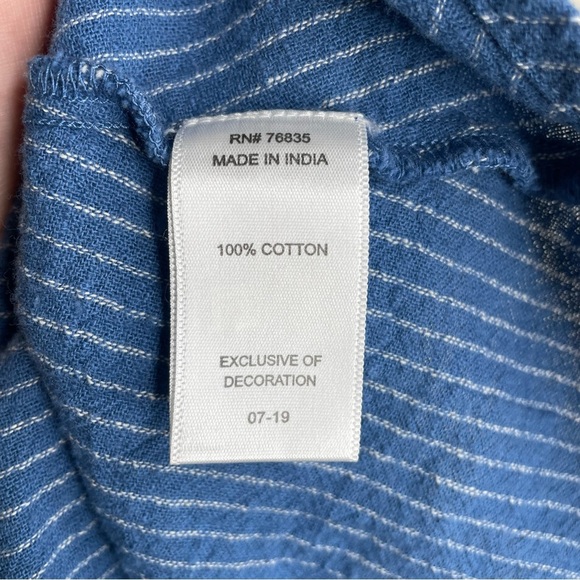 RN# 76835
MADE IN INDIA
100% COTTON
EXCLUSIVE OF
DECORATION
07-19